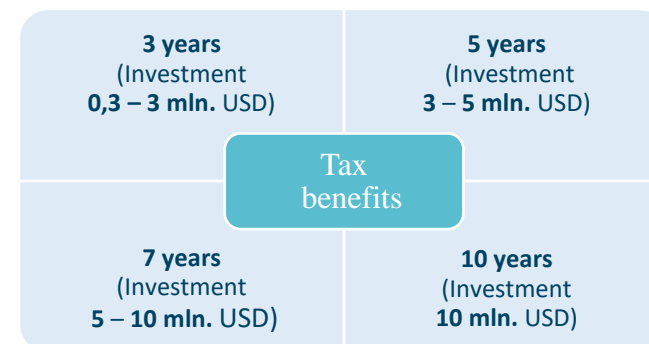 3 years
(Investment
0,3 – 3 mln. USD)
5 years
(Investment
3 – 5 mln. USD)
Tax
benefits
7 years
(Investment
5 – 10 mln. USD)
10 years
(Investment
10 mln. USD)